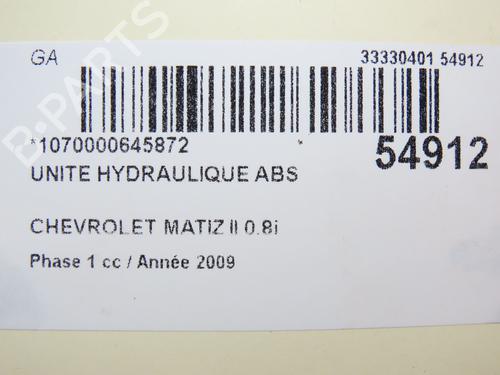 GA
33330401 54912
*1070000645872
54912
UNITE HYDRAULIQUE ABS
CHEVROLET MATIZ II 0.8i
Phase 1 cc / Année 2009
B-PARTS